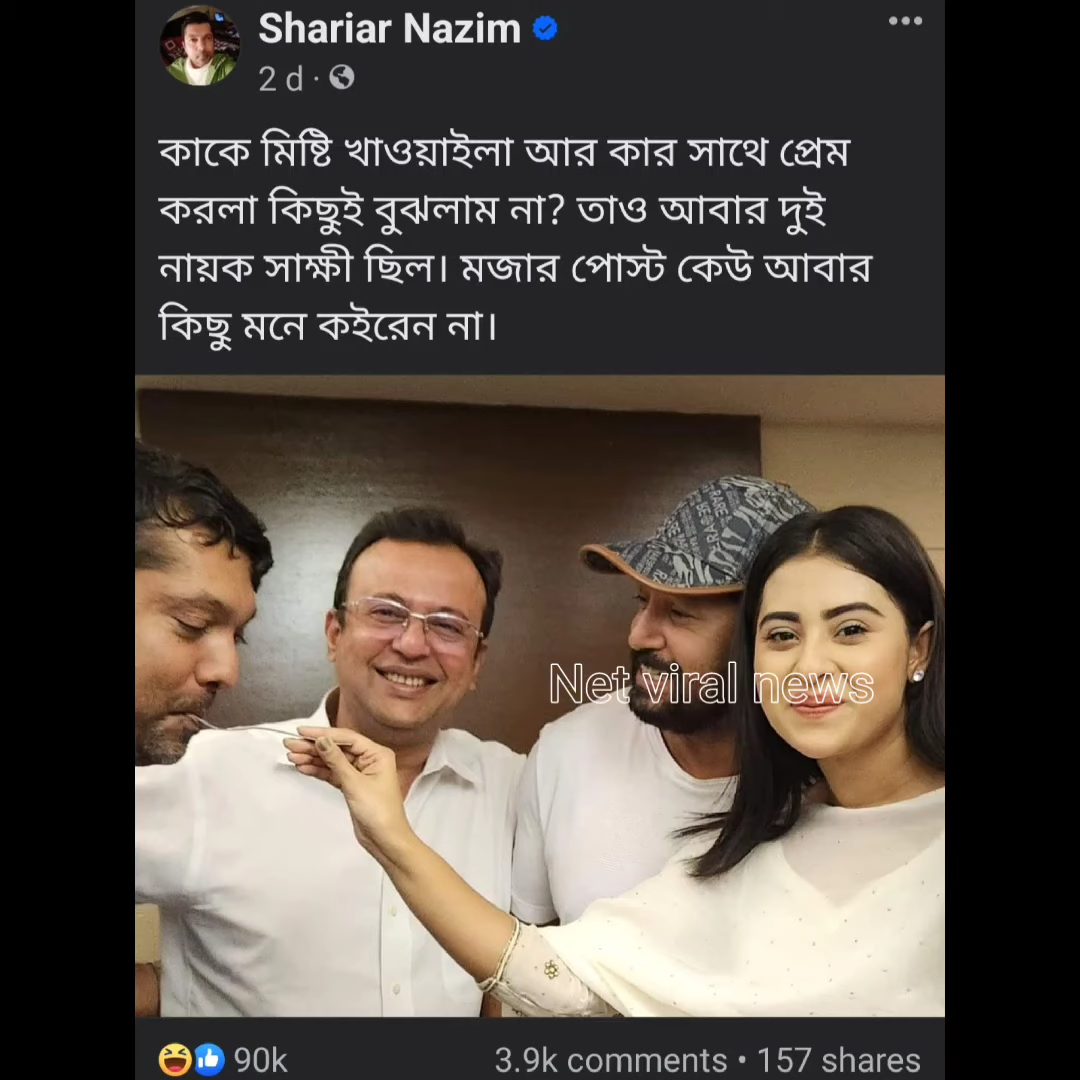 Shariar Nazim
2 d ·
কাকে মিষ্টি খাওয়াইলা আর কার সাথে প্রেম
করলা কিছুই বুঝলাম না? তাও আবার দুই
নায়ক সাক্ষী ছিল। মজার পোস্ট কেউ আবার
কিছু মনে কইরেন না।
Net viral news
90k
3.9k comments • 157 shares